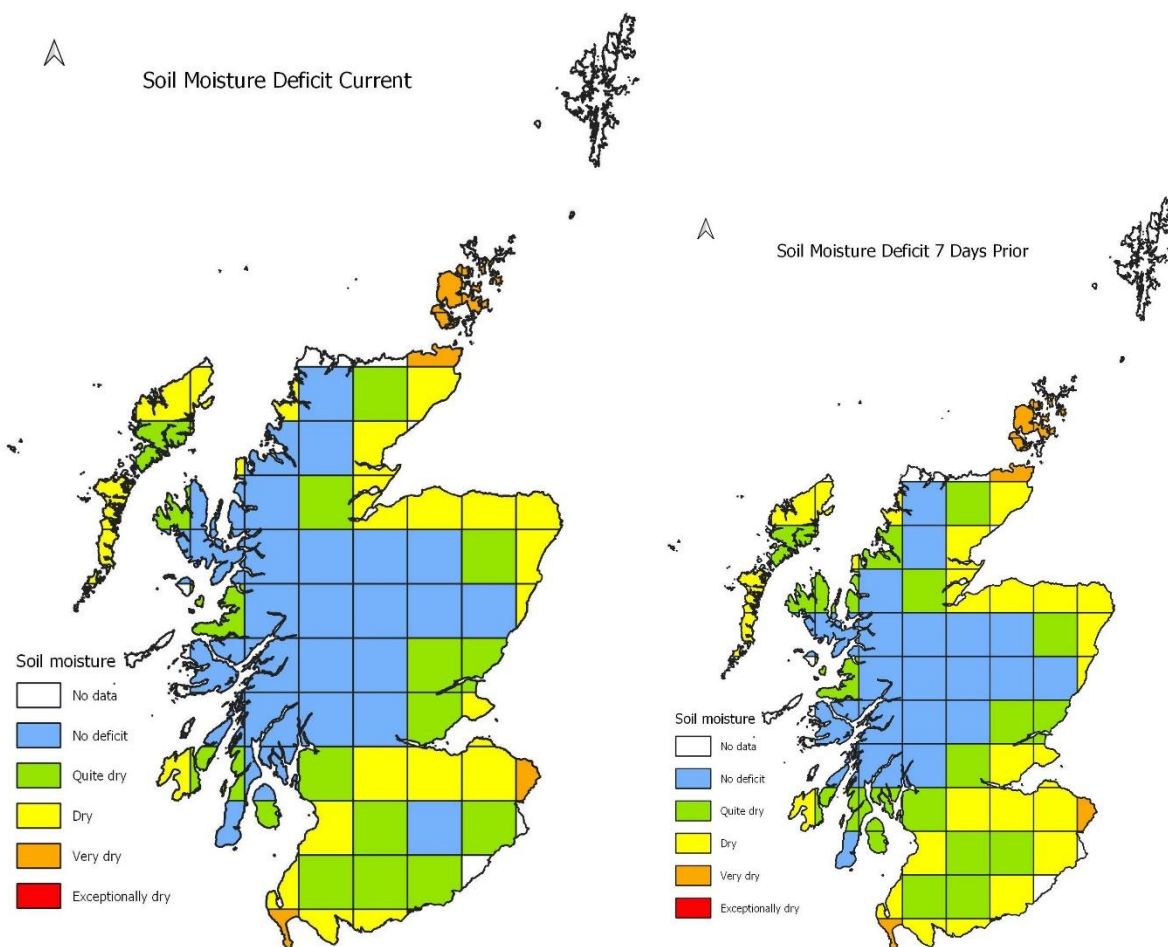 Soil Moisture Deficit Current
Soil moisture
No data
No deficit
Quite dry
Dry
Very dry
Exceptionally dry
Soil Moisture Deficit 7 Days Prior
Soil moisture
No data
No deficit
Quite dry
Dry
Very dry
Exceptionally dry